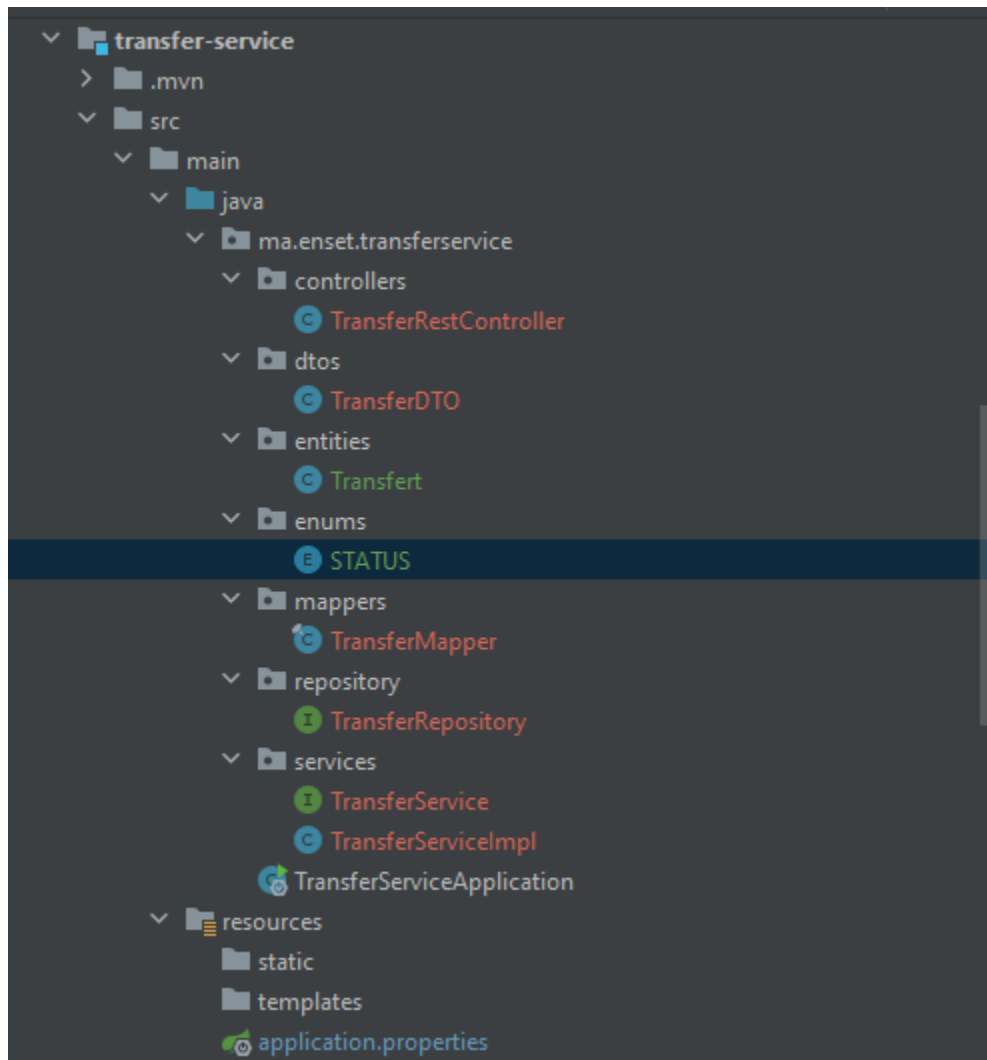 transfer-service
.mvn
src
main
java
ma.enset.transferservice
controllers
C TransferRestController
dtos
C TransferDTO
entities
C Transfert
enums
E STATUS
mappers
C TransferMapper
repository
I TransferRepository
services
I TransferService
C TransferServiceImpl
TransferServiceApplication
resources
static
templates
application.properties